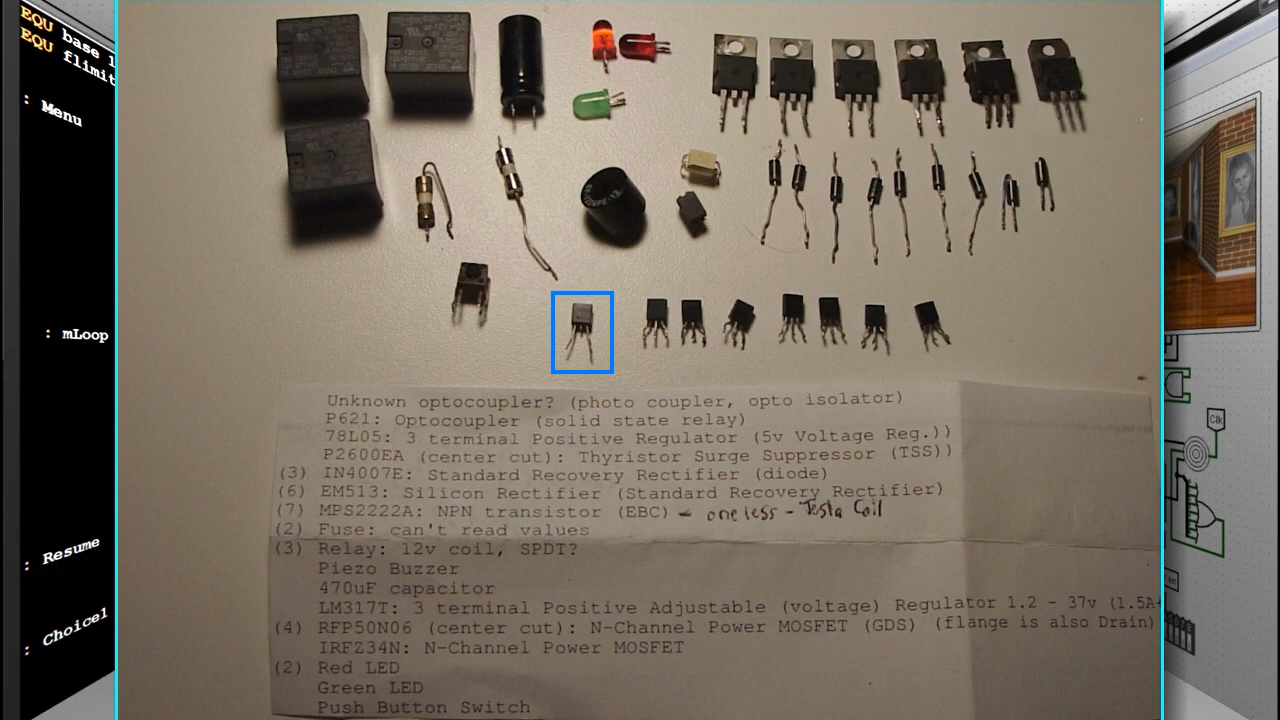 EQU base 1
EQU flimit
: Menu
: mLoop
: Resume
: Choice1
Clk
Unknown optocoupler? (photo coupler, opto isolator)
P621: Optocoupler (solid state relay)
78L05: 3 terminal Positive Regulator (5v Voltage Reg.))
P2600EA (center cut): Thyristor Surge Suppressor (TSS))
(3) IN4007E: Standard Recovery Rectifier (diode)
(6) EM513: Silicon Rectifier (Standard Recovery Rectifier)
(7) MPS2222A: NPN transistor (EBC) - one less - Tesla Coil
(2) Fuse: can't read values
(3) Relay: 12v coil, SPDT?
Piezo Buzzer
470uF capacitor
LM317T: 3 terminal Positive Adjustable (voltage) Regulator 1.2 - 37v (1.5A+
(4) RFP50N06 (center cut): N-Channel Power MOSFET (GDS) (flange is also Drain)
IRFZ34N: N-Channel Power MOSFET
(2) Red LED
Green LED
Push Button Switch